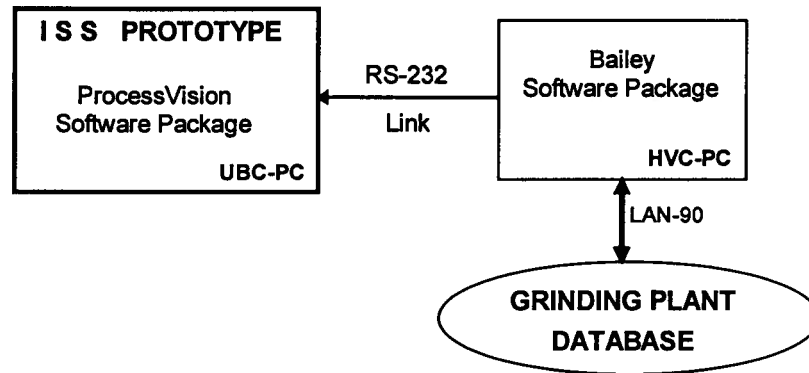 ISS PROTOTYPE
ProcessVision
Software Package
UBC-PC
RS-232
Link
Bailey
Software Package
HVC-PC
LAN-90
GRINDING PLANT
DATABASE